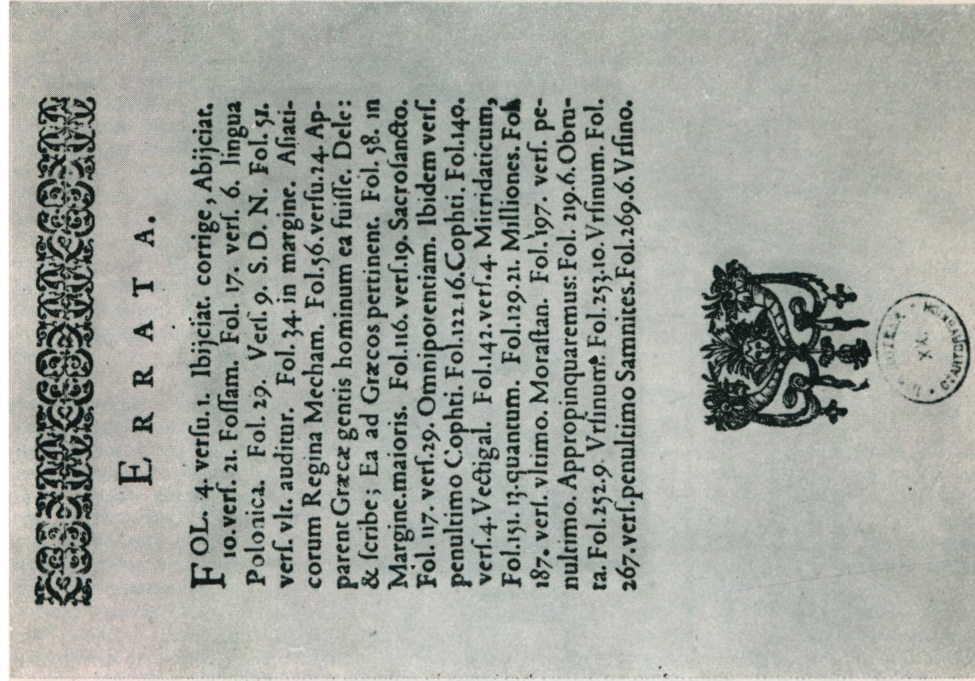 ERRATA.
FOL. 4. verſu. 1. Ibijciat. corrige, Abijciat.
10. verſ. 21. Foſſam. Fol. 17. verſ. 6. lingua
Polonica. Fol. 29. Verſ. 9. S. D. N. Fol. 51.
verſ. vlt. auditur. Fol. 34. in margine. Aſiati-
corum Regina Mecham. Fol. 56. verſu. 24. Ap-
parent Græcæ gentis hominum ea fuiſſe. Dele:
& ſcribe; Ea ad Græcos pertinent. Fol. 58. in
Margine. maioris. Fol. 116. verſ. 19. Sacroſancto.
Fol. 117. verſ. 29. Omniporentiam. Ibidem verſ.
penultimo Cophti. Fol. 122. 16. Cophti. Fol. 140.
verſ. 4. Vectigal. Fol. 142. verſ. 4. Mitridaticum,
Fol. 151. 13. quantum. Fol. 129. 21. Milliones. Fol.
187. verſ. vltimo. Moraſtan. Fol. 197. verſ. pe-
nultimo. Appropinquaremus: Fol. 219. 6. Obru-
ta. Fol. 252. 9. Vrſinum. Fol. 253. 10. Vrſinum. Fol.
267. verſ. penultimo Samnites. Fol. 269. 6. Vrſino.